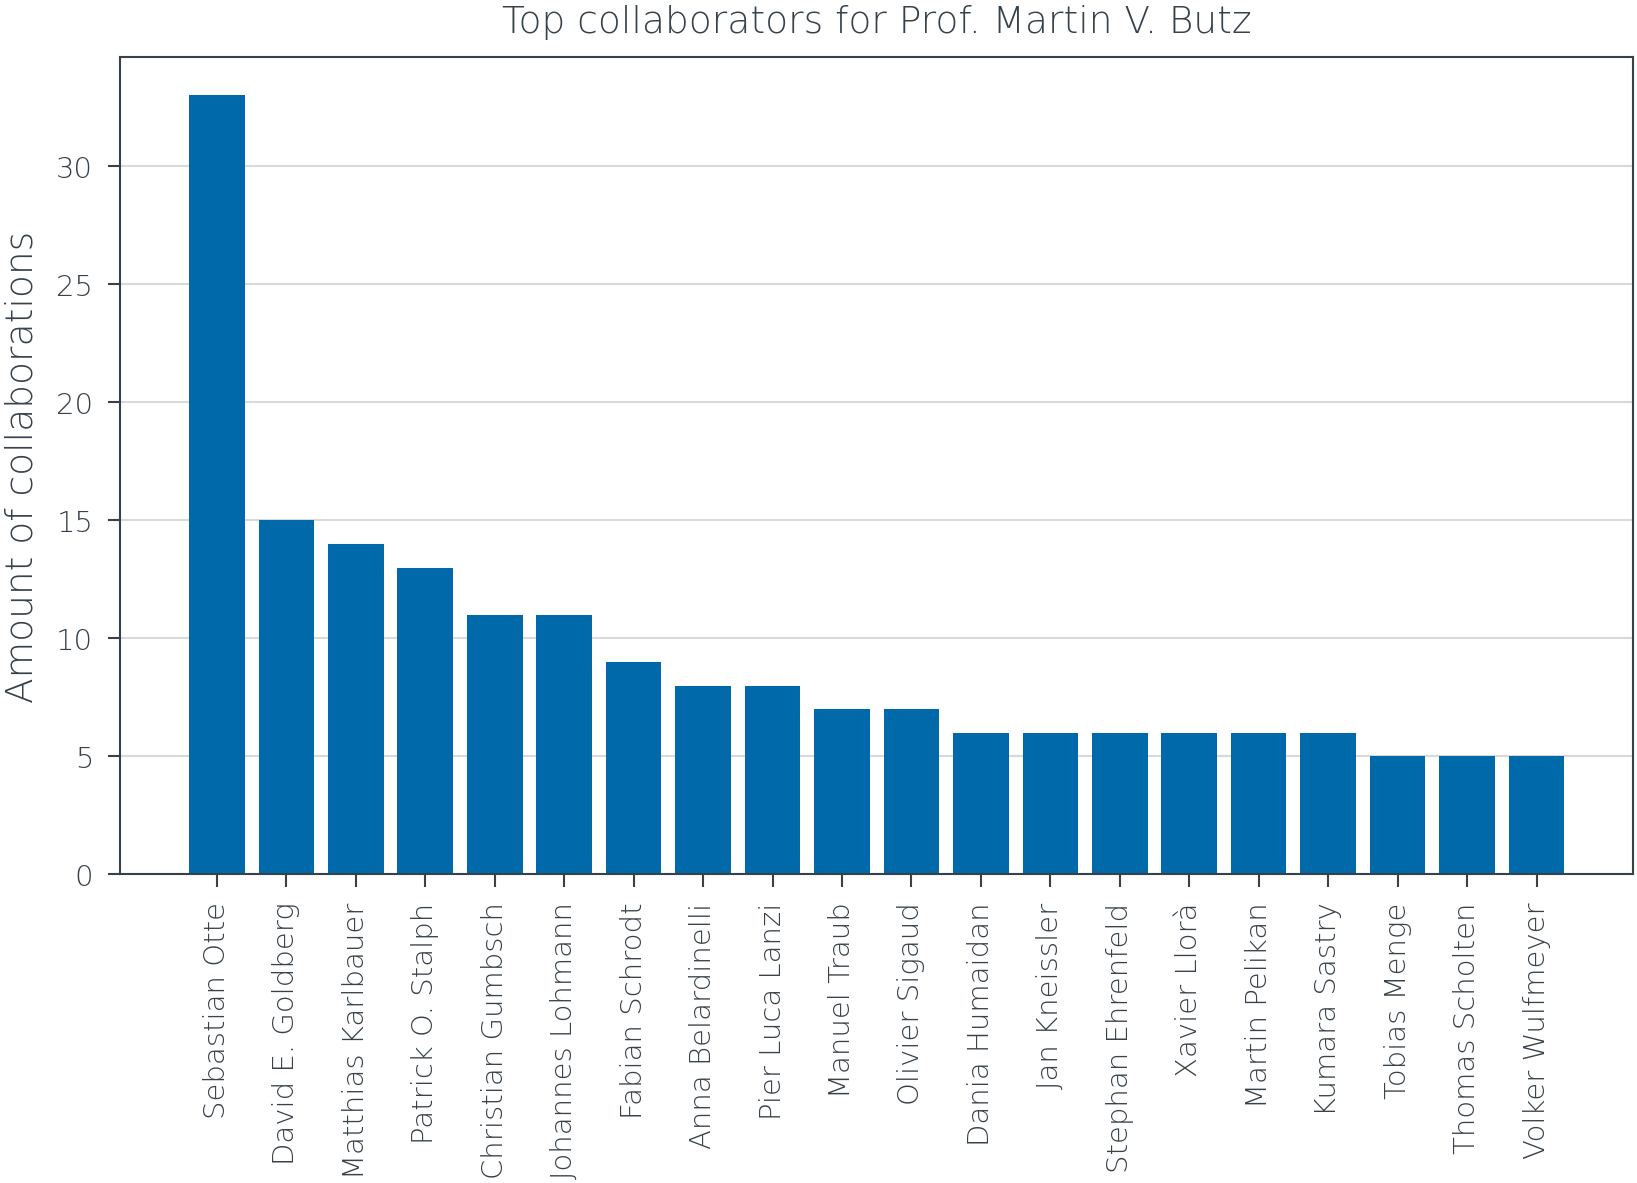 Top collaborators for Prof. Martin V. Butz
Amount of collaborations
30
25
20
15
10
5
0
Sebastian Otte
David E. Goldberg
Matthias Karlbauer
Patrick O. Stalph
Christian Gumbsch
Johannes Lohmann
Fabian Schrodt
Anna Belardinelli
Pier Luca Lanzi
Manuel Traub
Olivier Sigaud
Dania Humaidan
Jan Kneissler
Stephan Ehrenfeld
Xavier Llorà
Martin Pelikan
Kumara Sastry
Tobias Menge
Thomas Scholten
Volker Wulfmeyer